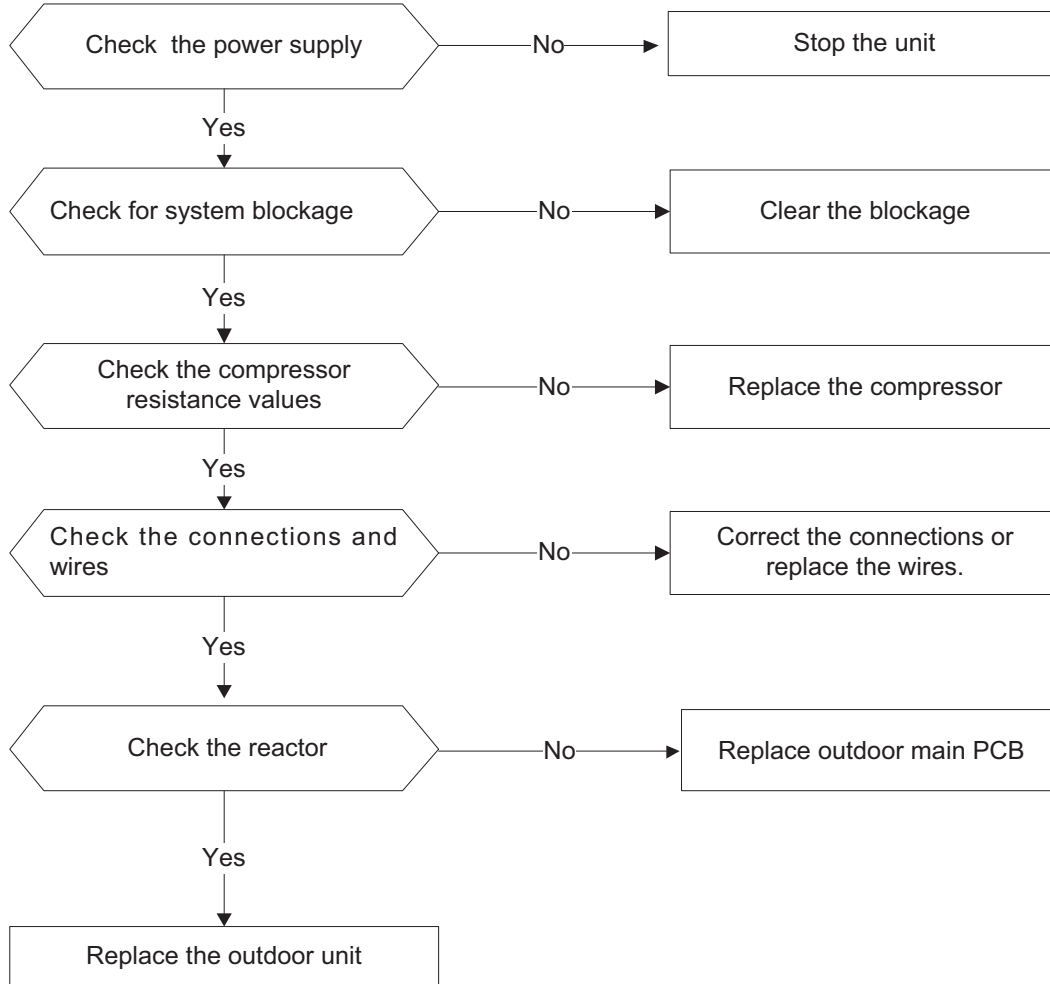 Check the power supply
No
Stop the unit
Yes
Check for system blockage
No
Clear the blockage
Yes
Check the compressor
resistance values
No
Replace the compressor
Yes
Check the connections and
wires
No
Correct the connections or
replace the wires.
Yes
Check the reactor
No
Replace outdoor main PCB
Yes
Replace the outdoor unit